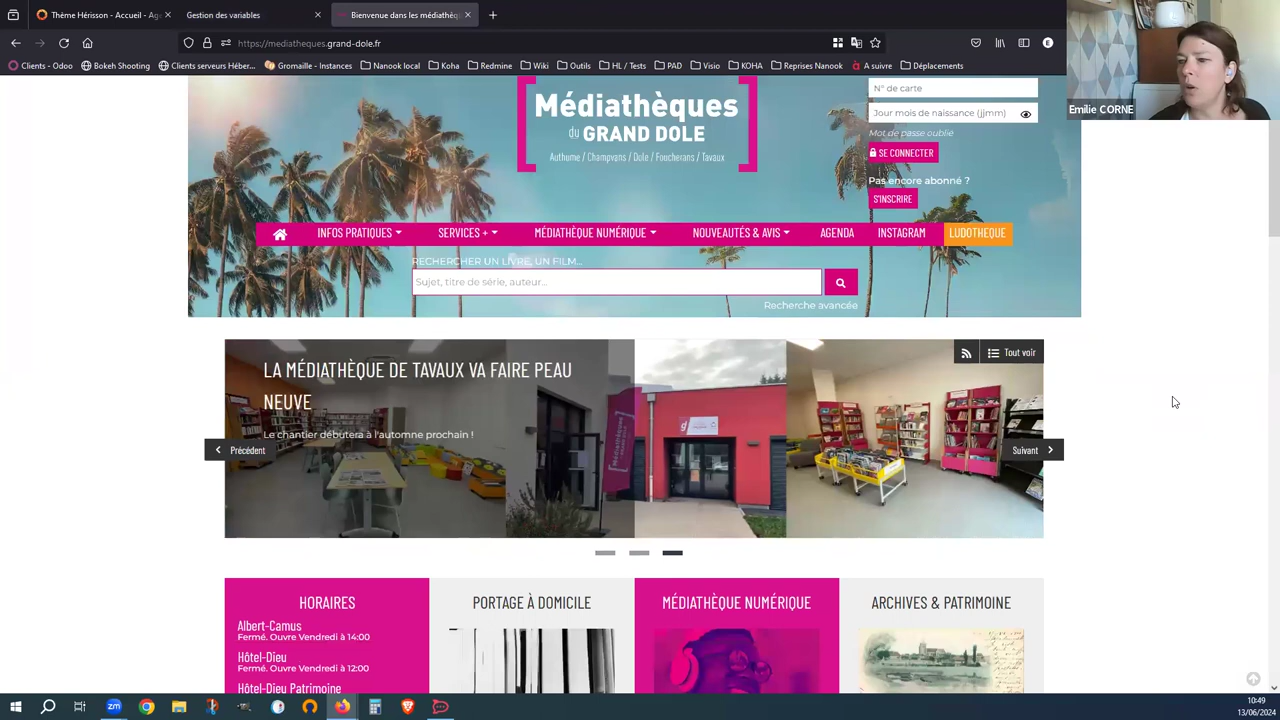 Thème Hérisson - Accueil - Age
Gestion des variables
Bienvenue dans les médiathèqu
https://mediatheques.grand-dole.fr
Clients - Odoo
Bokeh Shooting
Clients serveurs Héber...
Gromaille - Instances
Nanook local
Koha
Redmine
Wiki
Outils
HL / Tests
PAD
Visio
KOHA
Reprises Nanook
A suivre
Déplacements
Emilie CORNE
Médiathèques
du GRAND DOLE
Authume / Champvans / Dole / Foucherans / Tavaux
N° de carte
Jour mois de naissance (jjmm)
Mot de passe oublié
SE CONNECTER
Pas encore abonné ?
S'INSCRIRE
INFOS PRATIQUES
SERVICES +
MÉDIATHÈQUE NUMÉRIQUE
NOUVEAUTÉS & AVIS
AGENDA
INSTAGRAM
LUDOTHEQUE
RECHERCHER UN LIVRE, UN FILM...
Sujet, titre de série, auteur...
Recherche avancée
Tout voir
LA MÉDIATHÈQUE DE TAVAUX VA FAIRE PEAU
NEUVE
Le chantier débutera à l'automne prochain !
Précédent
Suivant
HORAIRES
Albert-Camus
Fermé. Ouvre Vendredi à 14:00
Hôtel-Dieu
Fermé. Ouvre Vendredi à 12:00
Hôtel-Dieu Patrimoine
PORTAGE À DOMICILE
MÉDIATHÈQUE NUMÉRIQUE
ARCHIVES & PATRIMOINE
10:49
13/06/2024